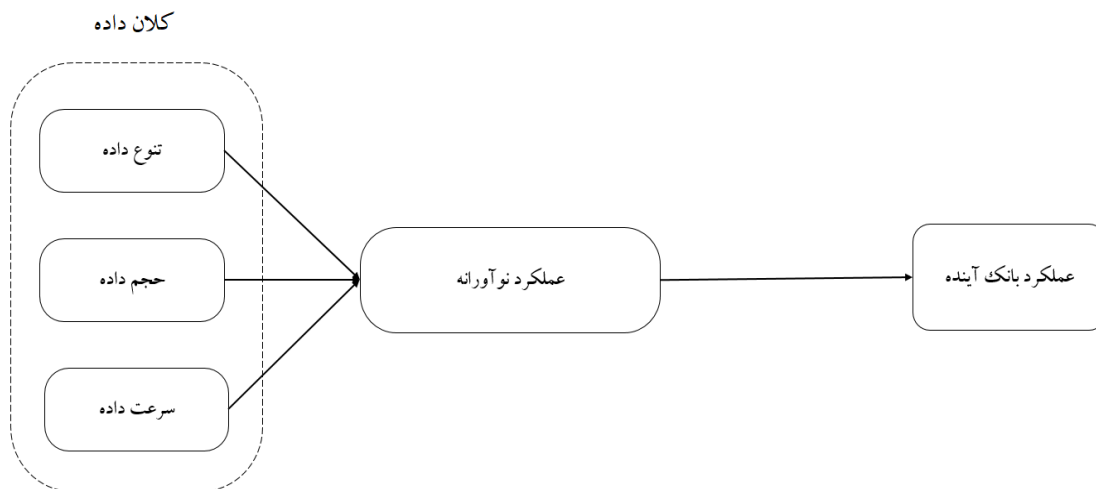 کلان داده
تنوع داده
حجم داده
سرعت داده
عملکرد نوآورانه
عملکرد بانک آینده